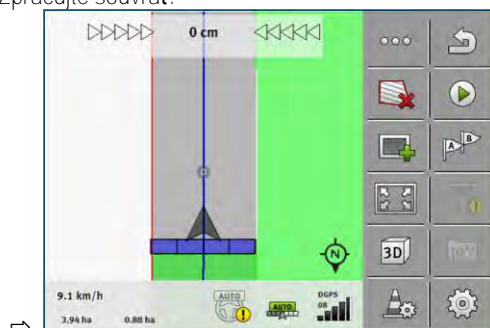 Zpracujte souvrať.
0 cm
A B
3D
N
9.1 km/h
AUTO
AUTO
DGPS
08
3.94 ha 0.88 ha